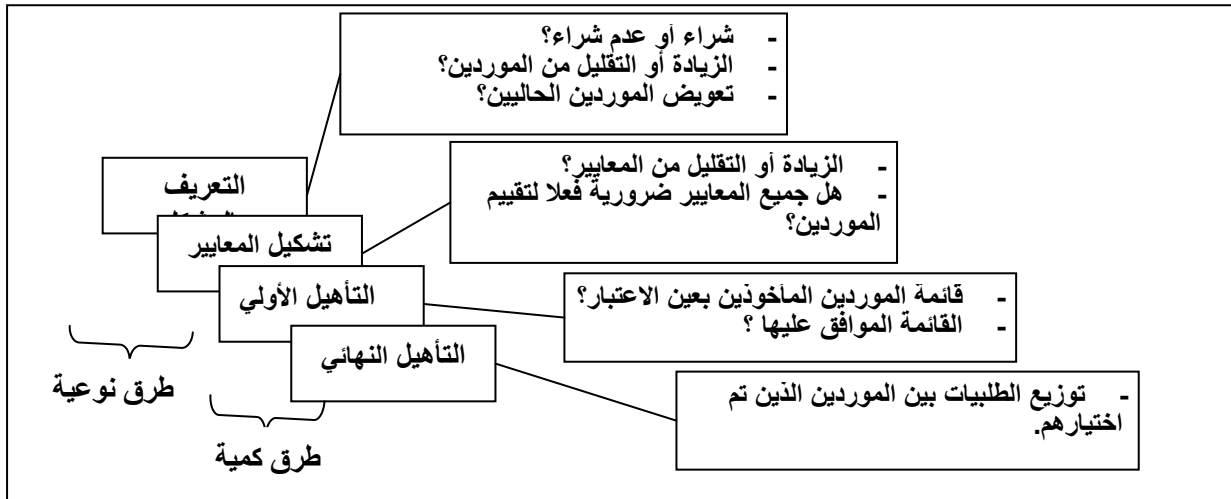 - شراء أو عدم شراء؟
- الزيادة أو التقليل من الموردين؟
- تعويض الموردين الحاليين؟
التعريف
- الزيادة أو التقليل من المعايير؟
- هل جميع المعايير ضرورية فعلا لتقييم
الموردين؟
تشكيل المعايير
التأهيل الأولي
- قائمة الموردين المأخوذين بعين الاعتبار؟
- القائمة الموافق عليها ؟
التأهيل النهائي
- توزيع الطلبيات بين الموردين الذين تم
اختيارهم.
طرق نوعية
طرق كمية